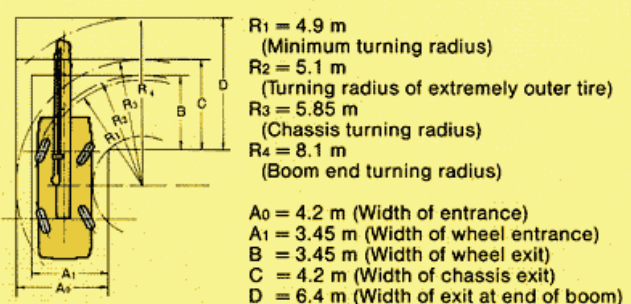 R1 = 4.9 m
(Minimum turning radius)
R2 = 5.1 m
(Turning radius of extremely outer tire)
R3 = 5.85 m
(Chassis turning radius)
R4 = 8.1 m
(Boom end turning radius)
A0 = 4.2 m (Width of entrance)
A1 = 3.45 m (Width of wheel entrance)
B = 3.45 m (Width of wheel exit)
C = 4.2 m (Width of chassis exit)
D = 6.4 m (Width of exit at end of boom)
R4
R3
R2
R1
B
C
D
A1
A0